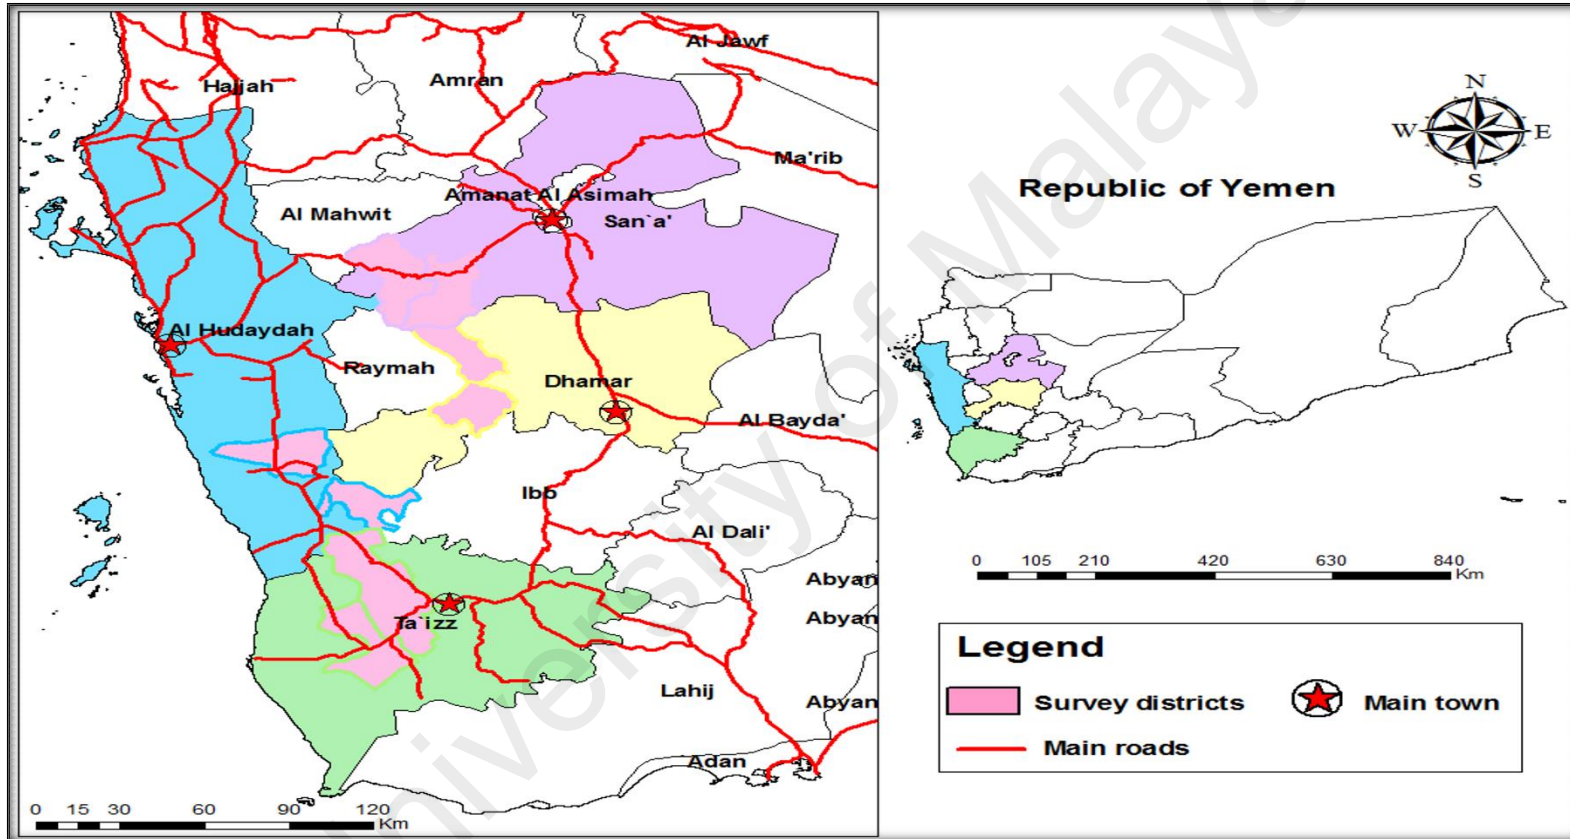 Al Jawf
Hajjah
Amran
Ma'rib
Amanat Al Asimah
Al Mahwit
San`a'
Al Hudaydah
Raymah
Dhamar
Al Bayda'
Ibb
Al Dali'
Abyan
Abyan
Ta`izz
Lahij
Abyan
Adan
0 15 30 60 90 120
Km
N
W E
S
Republic of Yemen
0 105 210 420 630 840
Km
Legend
Survey districts
Main town
Main roads
University of Malaya